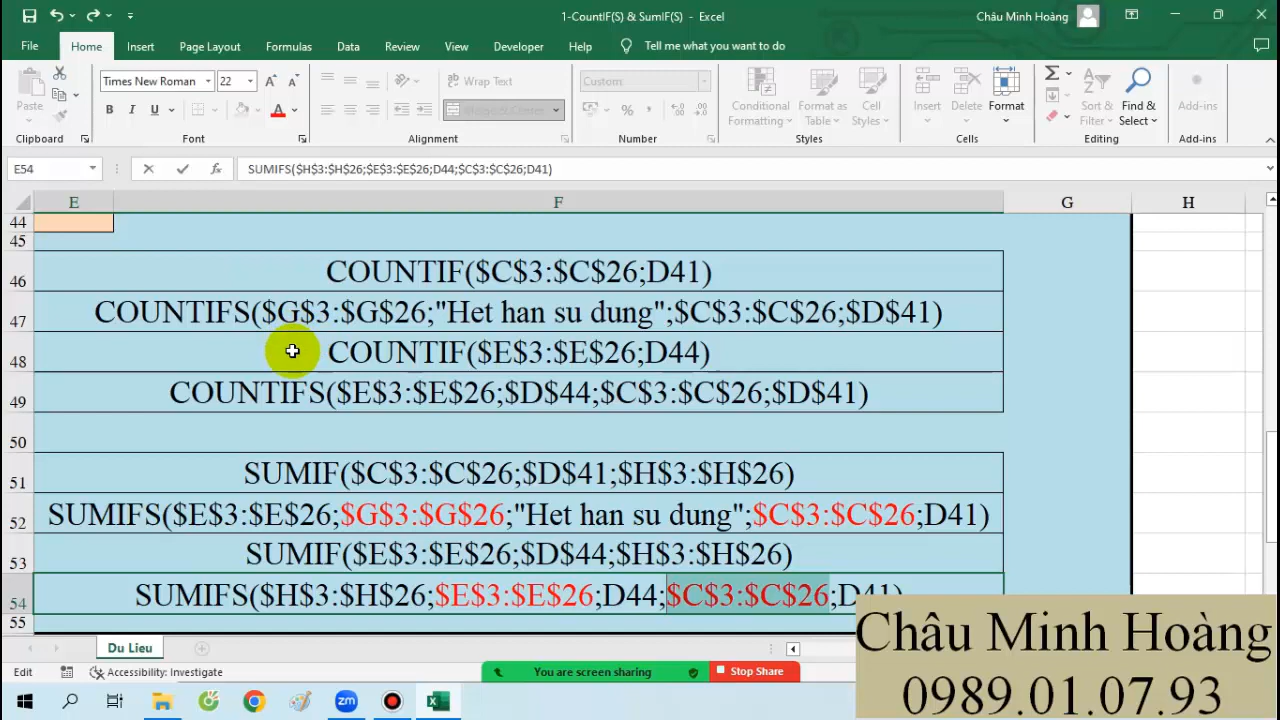 1-CountIF(S) & SumIF(S) - Excel
Châu Minh Hoàng
File Home Insert Page Layout Formulas Data Review View Developer Help Tell me what you want to do
Paste
Times New Roman 22
B I U
Wrap Text
Custom
Conditional Formatting
Format as Table
Cell Styles
Insert Delete Format
Sort & Filter
Find & Select
Add-ins
Clipboard Font Alignment Number Styles Cells Editing Add-ins
E54 fx SUMIFS($H$3:$H$26;$E$3:$E$26;D44;$C$3:$C$26;D41)
E F G H
44
45
46 COUNTIF($C$3:$C$26;D41)
47 COUNTIFS($G$3:$G$26;"Het han su dung";$C$3:$C$26;$D$41)
48 COUNTIF($E$3:$E$26;D44)
49 COUNTIFS($E$3:$E$26;$D$44;$C$3:$C$26;$D$41)
50
51 SUMIF($C$3:$C$26;$D$41;$H$3:$H$26)
52 SUMIFS($E$3:$E$26;$G$3:$G$26;"Het han su dung";$C$3:$C$26;D41)
53 SUMIF($E$3:$E$26;$D$44;$H$3:$H$26)
54 SUMIFS($H$3:$H$26;$E$3:$E$26;D44;$C$3:$C$26;D41)
55
Du Lieu
Edit Accessibility: Investigate
You are screen sharing Stop Share
Châu Minh Hoàng
0989.01.07.93